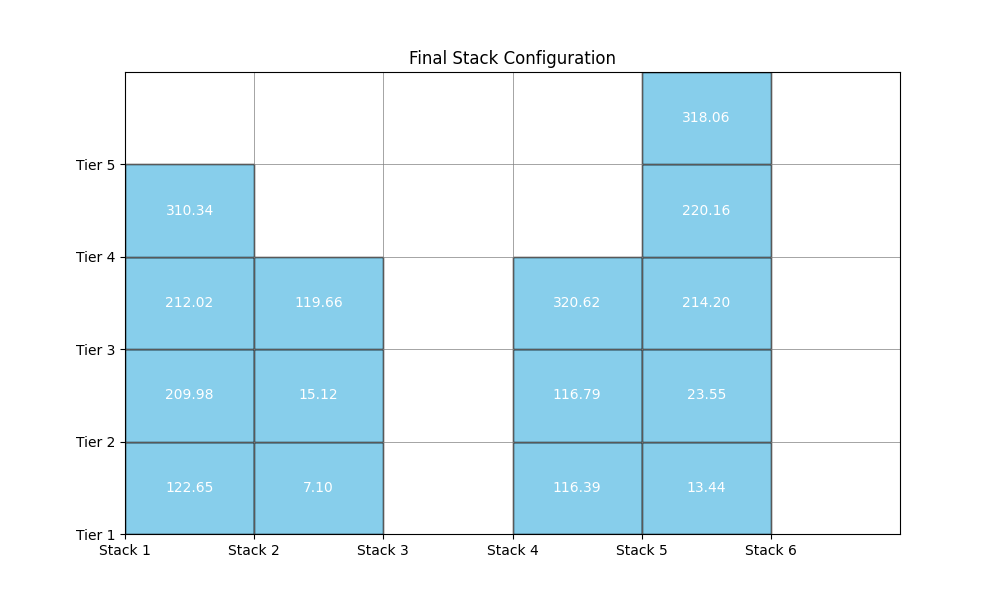 Final Stack Configuration
318.06
Tier 5
310.34
220.16
Tier 4
212.02
119.66
320.62
214.20
Tier 3
209.98
15.12
116.79
23.55
Tier 2
122.65
7.10
116.39
13.44
Tier 1
Stack 1
Stack 2
Stack 3
Stack 4
Stack 5
Stack 6